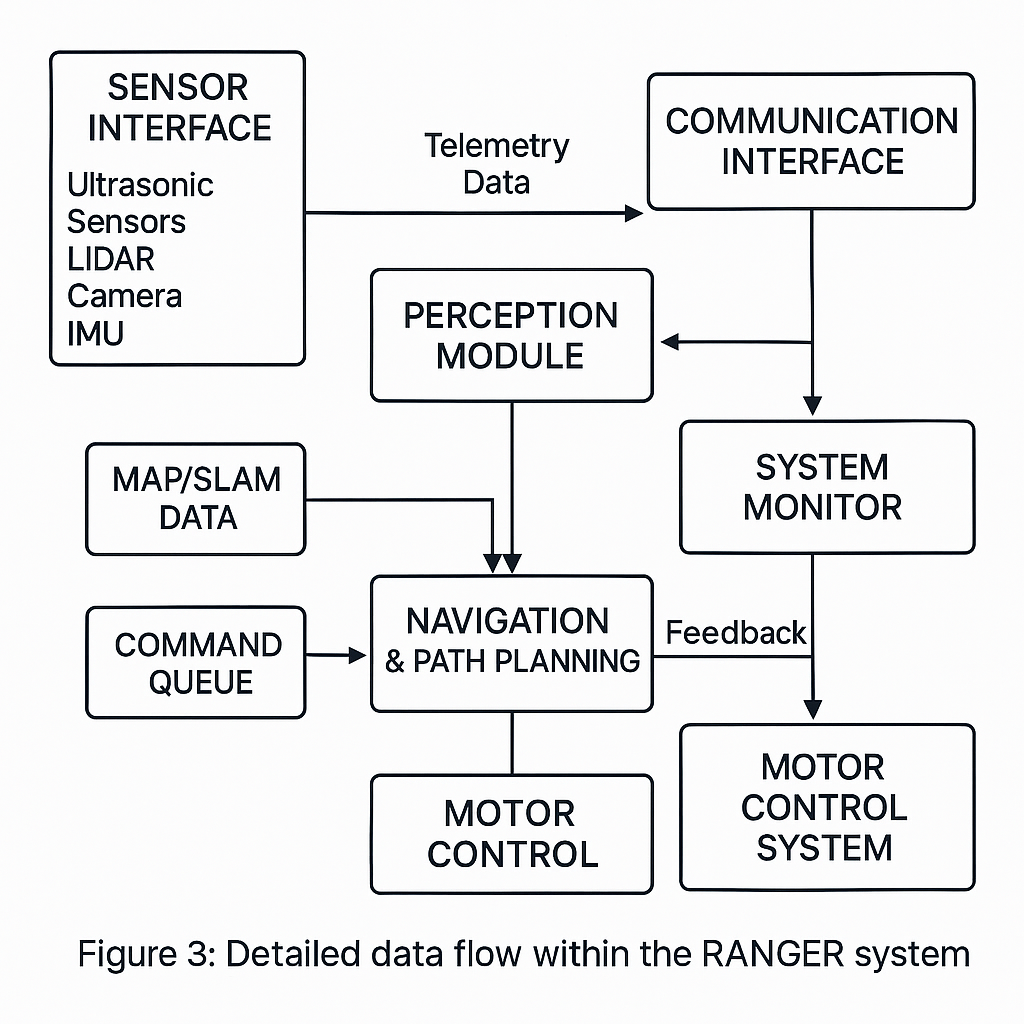 SENSOR
INTERFACE
Ultrasonic
Sensors
LIDAR
Camera
IMU
Telemetry
Data
COMMUNICATION
INTERFACE
PERCEPTION
MODULE
MAP/SLAM
DATA
SYSTEM
MONITOR
COMMAND
QUEUE
NAVIGATION
& PATH PLANNING
Feedback
MOTOR
CONTROL
MOTOR
CONTROL
SYSTEM
Figure 3: Detailed data flow within the RANGER system